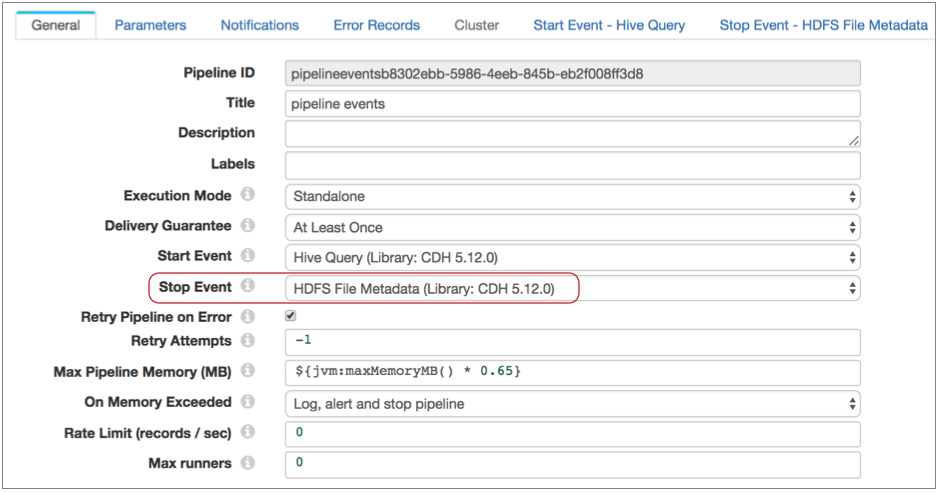 General Parameters Notifications Error Records Cluster Start Event - Hive Query Stop Event - HDFS File Metadata
Pipeline ID pipelineeventsb8302ebb-5986-4eeb-845b-eb2f008ff3d8
Title pipeline events
Description
Labels
Execution Mode Standalone
Delivery Guarantee At Least Once
Start Event Hive Query (Library: CDH 5.12.0)
Stop Event HDFS File Metadata (Library: CDH 5.12.0)
Retry Pipeline on Error
Retry Attempts -1
Max Pipeline Memory (MB) ${jvm:maxMemoryMB() * 0.65}
On Memory Exceeded Log, alert and stop pipeline
Rate Limit (records / sec) 0
Max runners 0